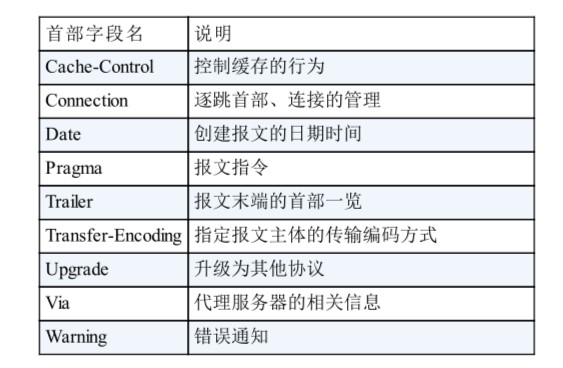 首部字段名 说明
Cache-Control 控制缓存的行为
Connection 逐跳首部、连接的管理
Date 创建报文的日期时间
Pragma 报文指令
Trailer 报文末端的首部一览
Transfer-Encoding 指定报文主体的传输编码方式
Upgrade 升级为其他协议
Via 代理服务器的相关信息
Warning 错误通知